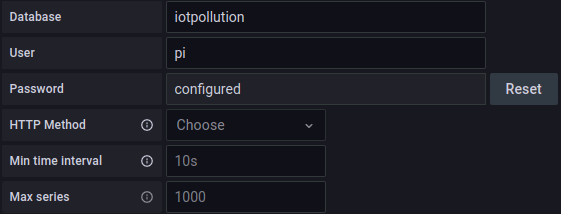 Database iotpollution
User pi
Password configured Reset
HTTP Method Choose
Min time interval 10s
Max series 1000